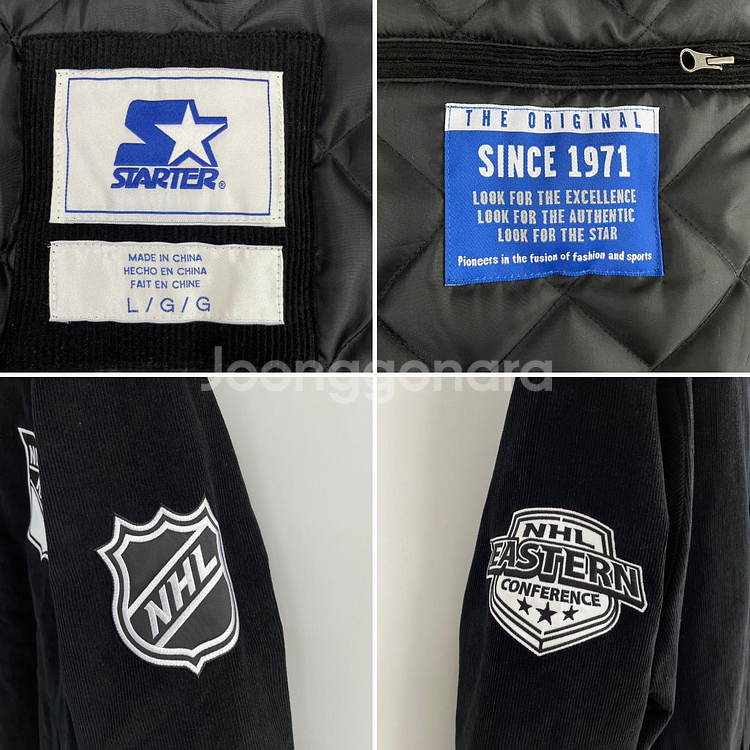 STARTER®
MADE IN CHINA
HECHO EN CHINA
FAIT EN CHINE
L / G / G
THE ORIGINAL
SINCE 1971
LOOK FOR THE EXCELLENCE
LOOK FOR THE AUTHENTIC
LOOK FOR THE STAR
Pioneers in the fusion of fashion and sports
Joonggonara
NHL
NHL
EASTERN
CONFERENCE